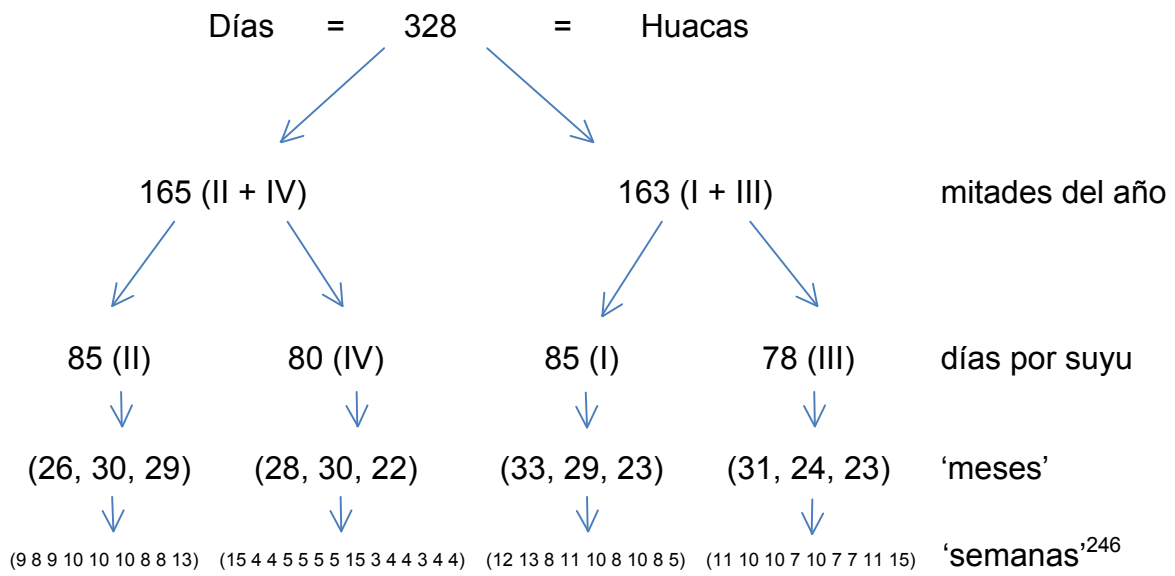 Días = 328 = Huacas
165 (II + IV) 163 (I + III) mitades del año
85 (II) 80 (IV) 85 (I) 78 (III) días por suyu
(26, 30, 29) (28, 30, 22) (33, 29, 23) (31, 24, 23) ‘meses’
(9 8 9 10 10 10 8 8 13) (15 4 4 5 5 5 5 15 3 4 4 3 4 4) (12 13 8 11 10 8 10 8 5) (11 10 10 7 10 7 7 11 15) ‘semanas’246